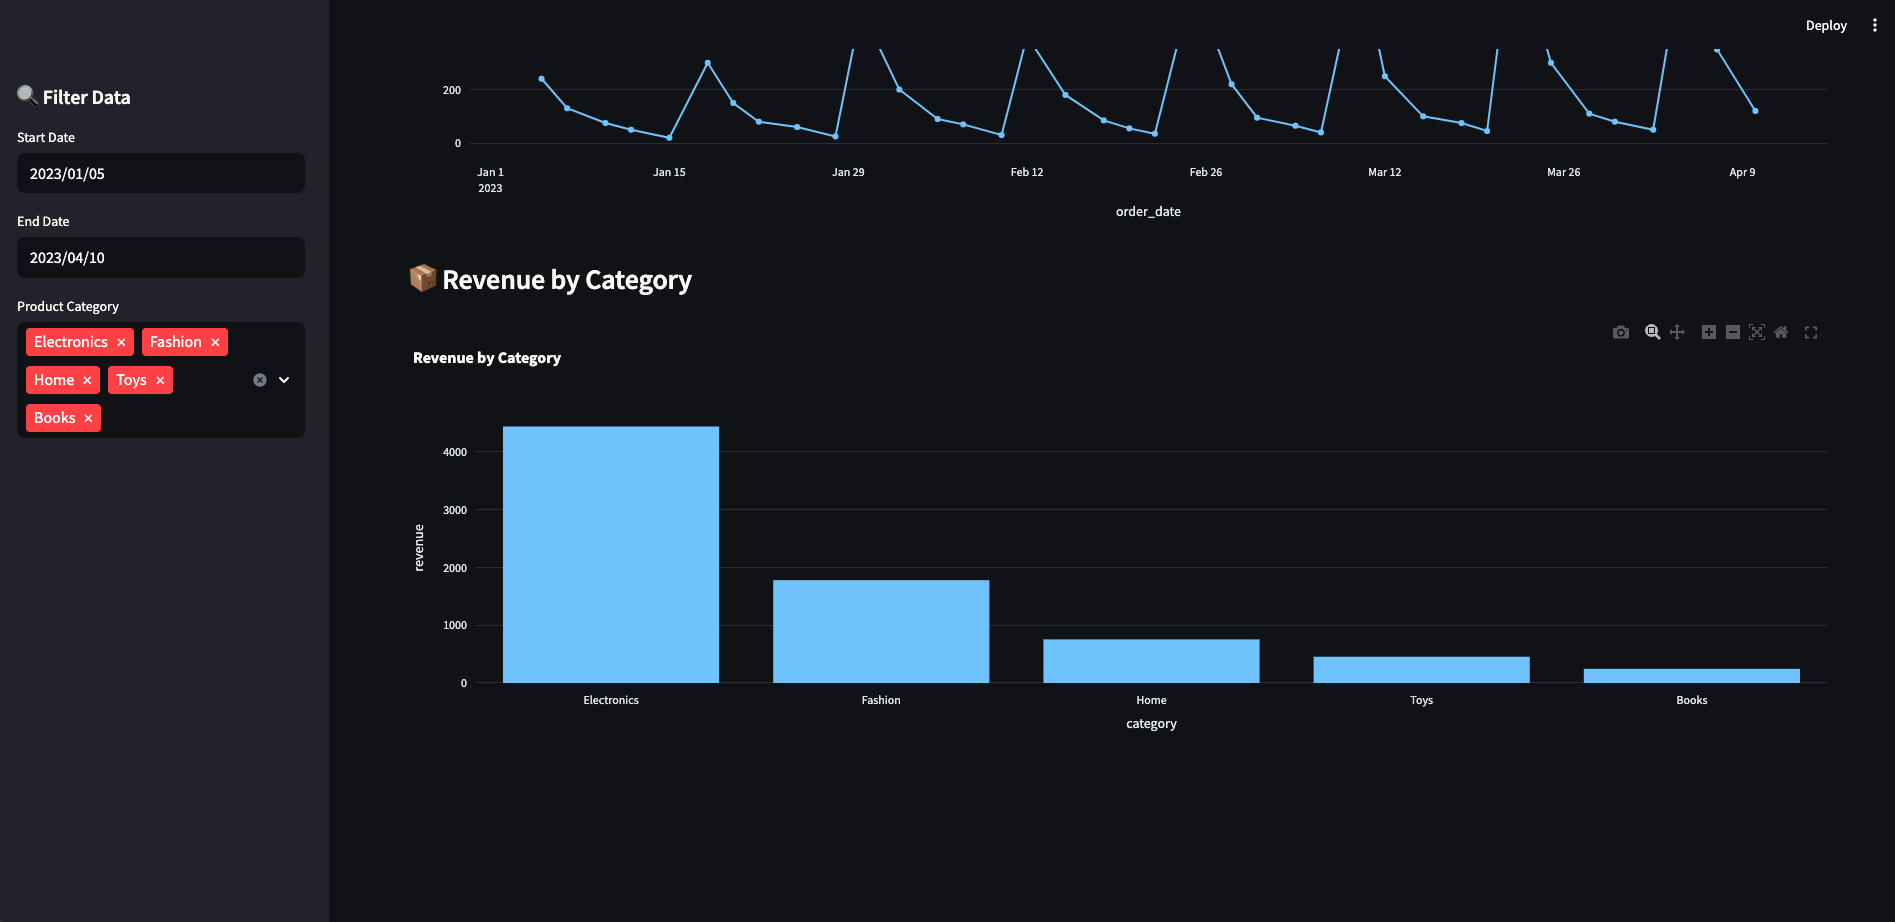 Deploy
Filter Data
Start Date
2023/01/05
End Date
2023/04/10
Product Category
Electronics × Fashion ×
Home × Toys ×
Books ×
200
0
Jan 1 Jan 15 Jan 29 Feb 12 Feb 26 Mar 12 Mar 26 Apr 9
2023
order_date
Revenue by Category
Revenue by Category
4000
3000
2000
1000
0
revenue
Electronics Fashion Home Toys Books
category